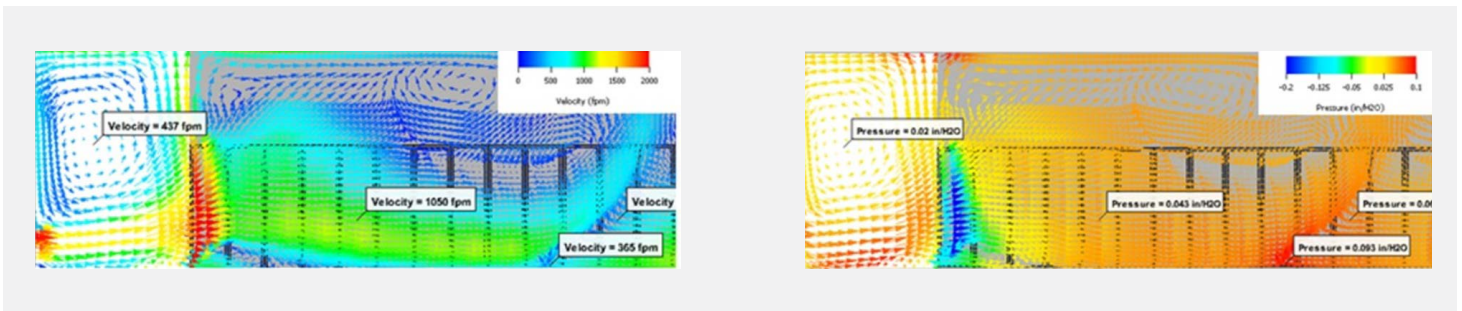 0 500 1000 1500 2000
Velocity (fpm)
Velocity = 437 fpm
Velocity = 1050 fpm
Velocity
Velocity = 365 fpm
-0.2 -0.125 -0.05 0.025 0.1
Pressure (in/H2O)
Pressure = 0.02 in/H2O
Pressure = 0.043 in/H2O
Pressure = 0.0
Pressure = 0.093 in/H2O